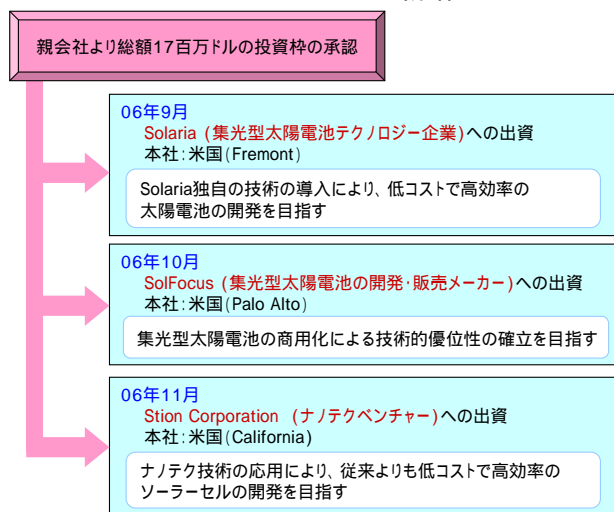 親会社より総額17百万ドルの投資枠の承認
06年9月
Solaria (集光型太陽電池テクノロジー企業)への出資
本社:米国(Fremont)
Solaria独自の技術の導入により、低コストで高効率の
太陽電池の開発を目指す
06年10月
SolFocus (集光型太陽電池の開発・販売メーカー)への出資
本社:米国(Palo Alto)
集光型太陽電池の商用化による技術的優位性の確立を目指す
06年11月
Stion Corporation (ナノテクベンチャー)への出資
本社:米国(California)
ナノテク技術の応用により、従来よりも低コストで高効率の
ソーラーセルの開発を目指す